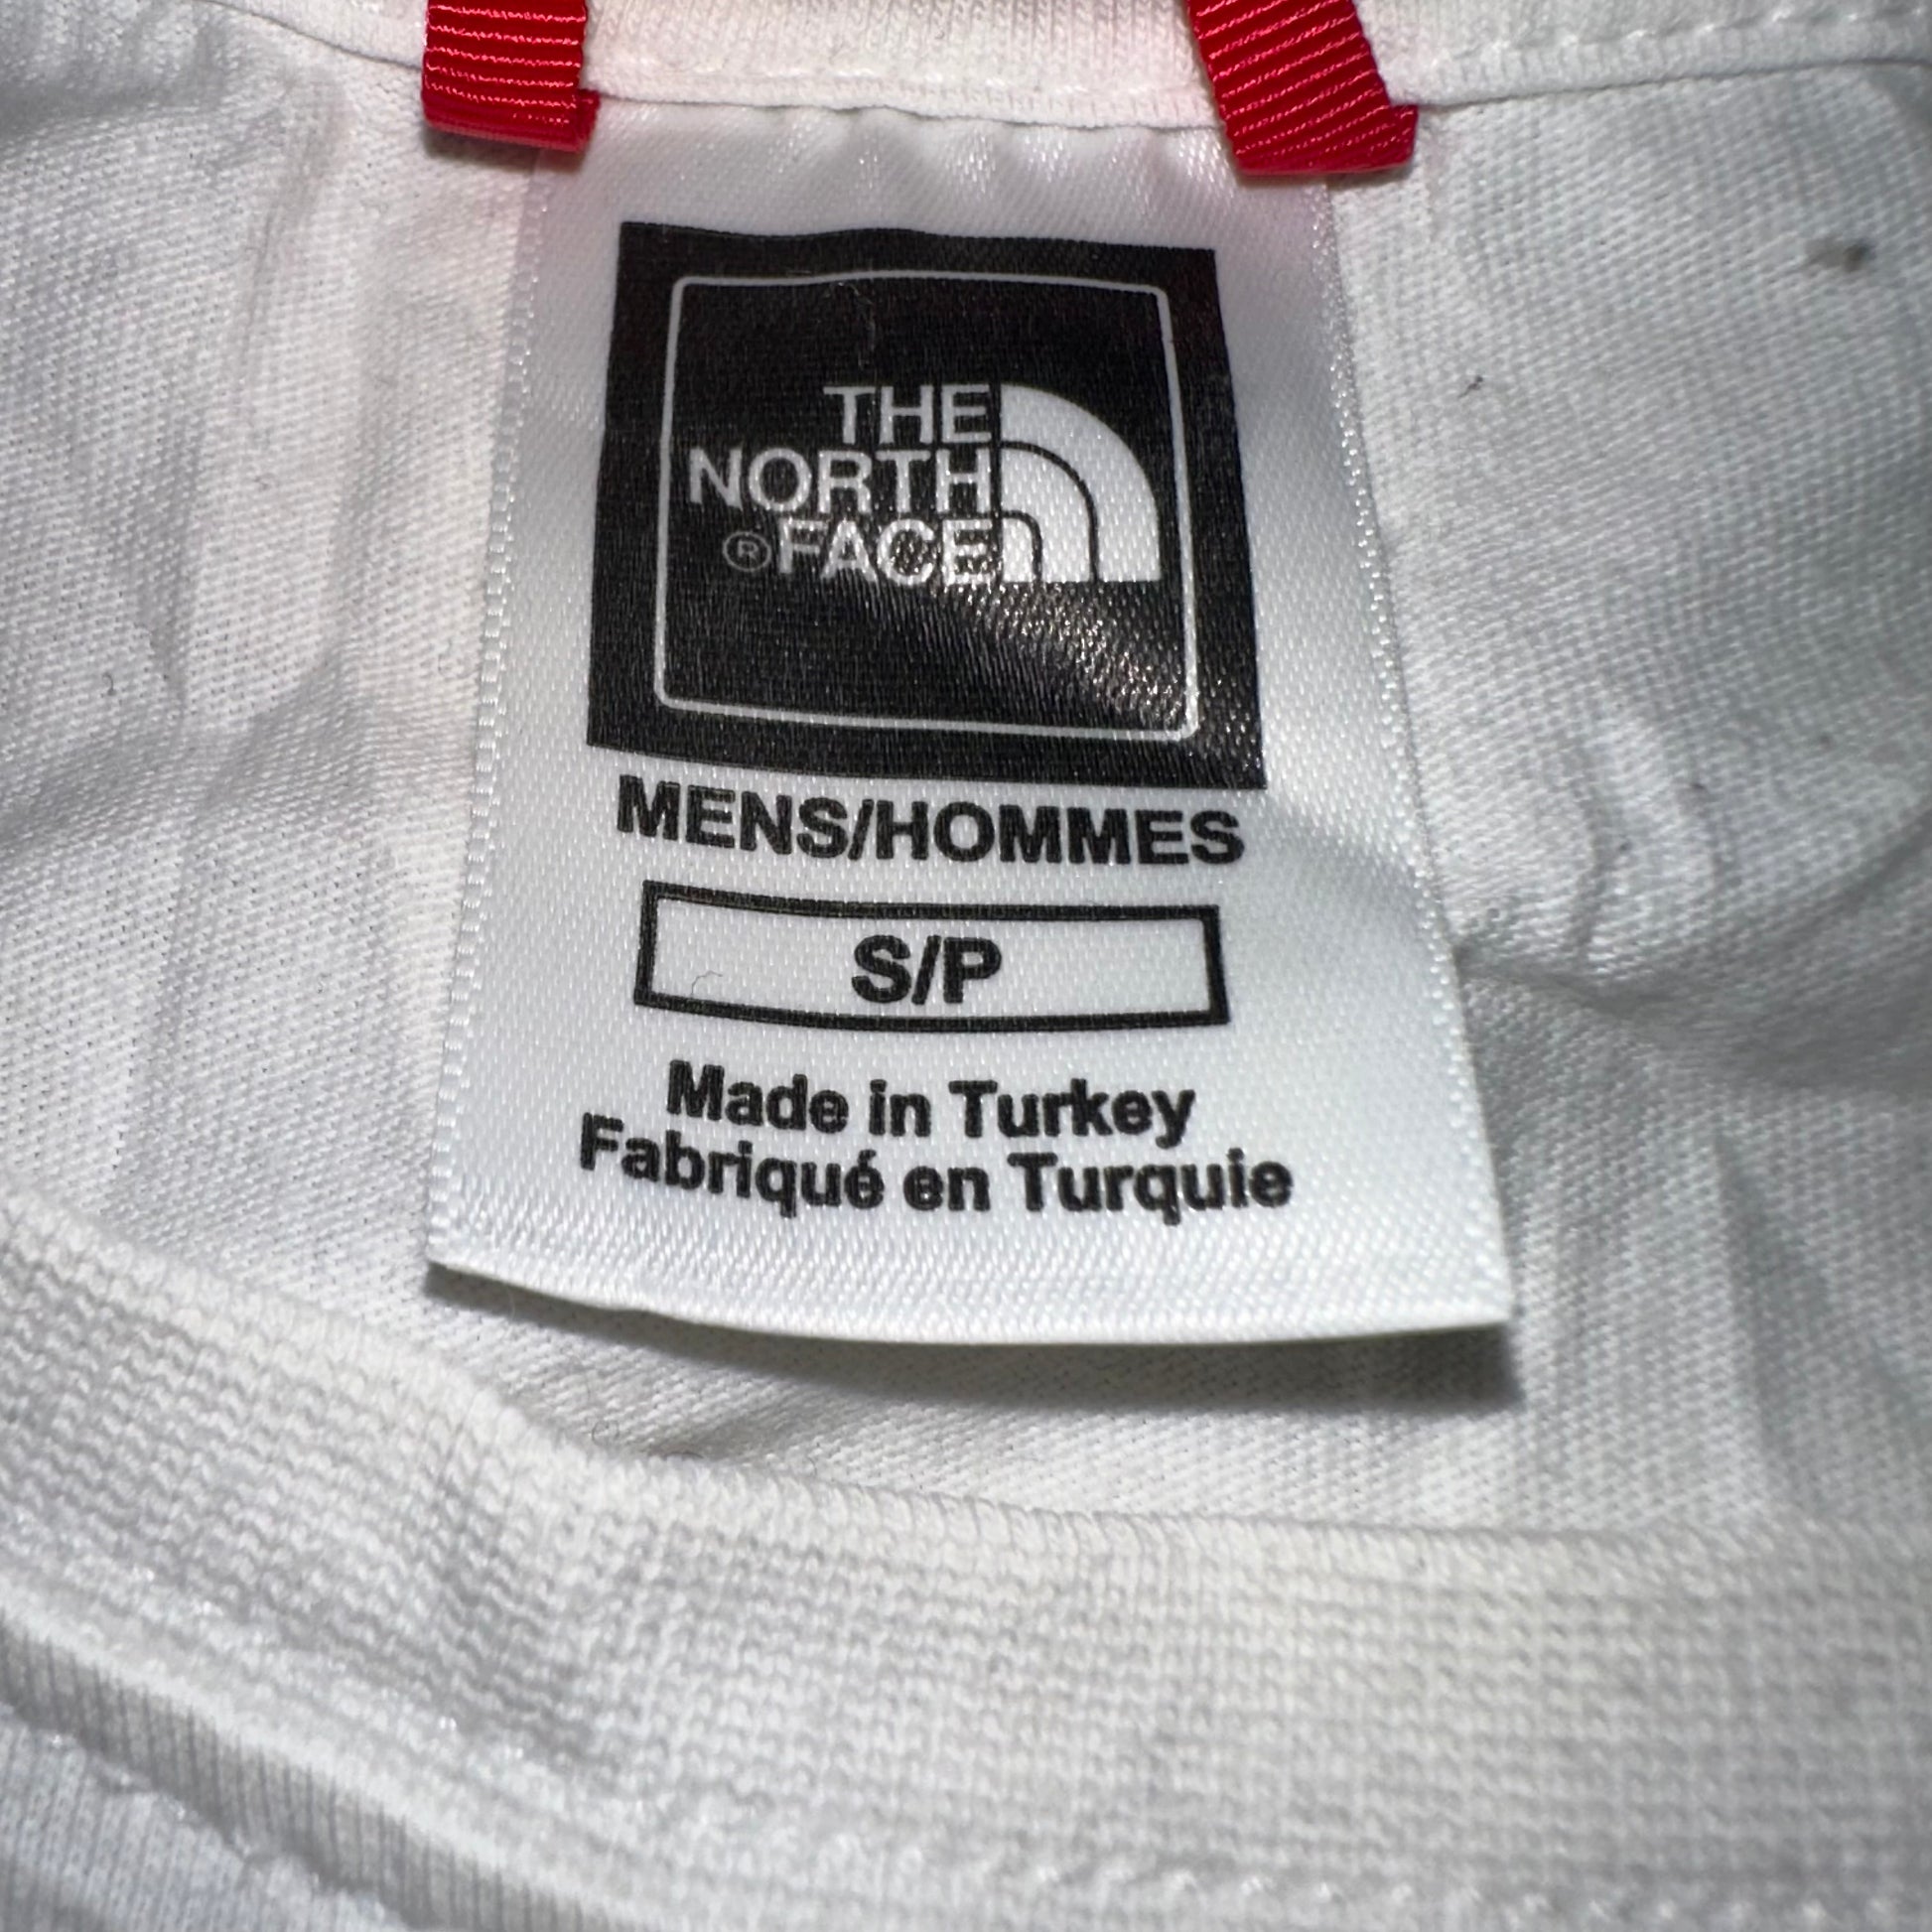 THE
NORTH
®FACE
MENS/HOMMES
S/P
Made in Turkey
Fabriqué en Turquie